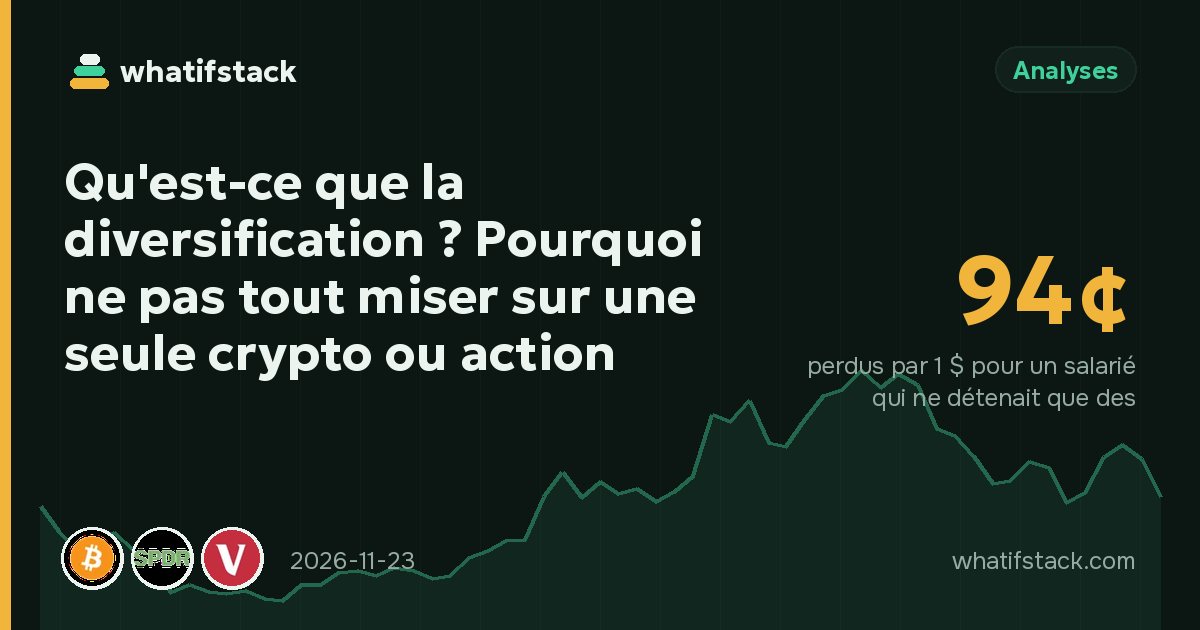 whatifstack
Analyses
Qu'est-ce que la
diversification ? Pourquoi
ne pas tout miser sur une
seule crypto ou action
94¢
perdus par 1 $ pour un salarié
qui ne détenait que des
SPDR
V
2026-11-23
whatifstack.com